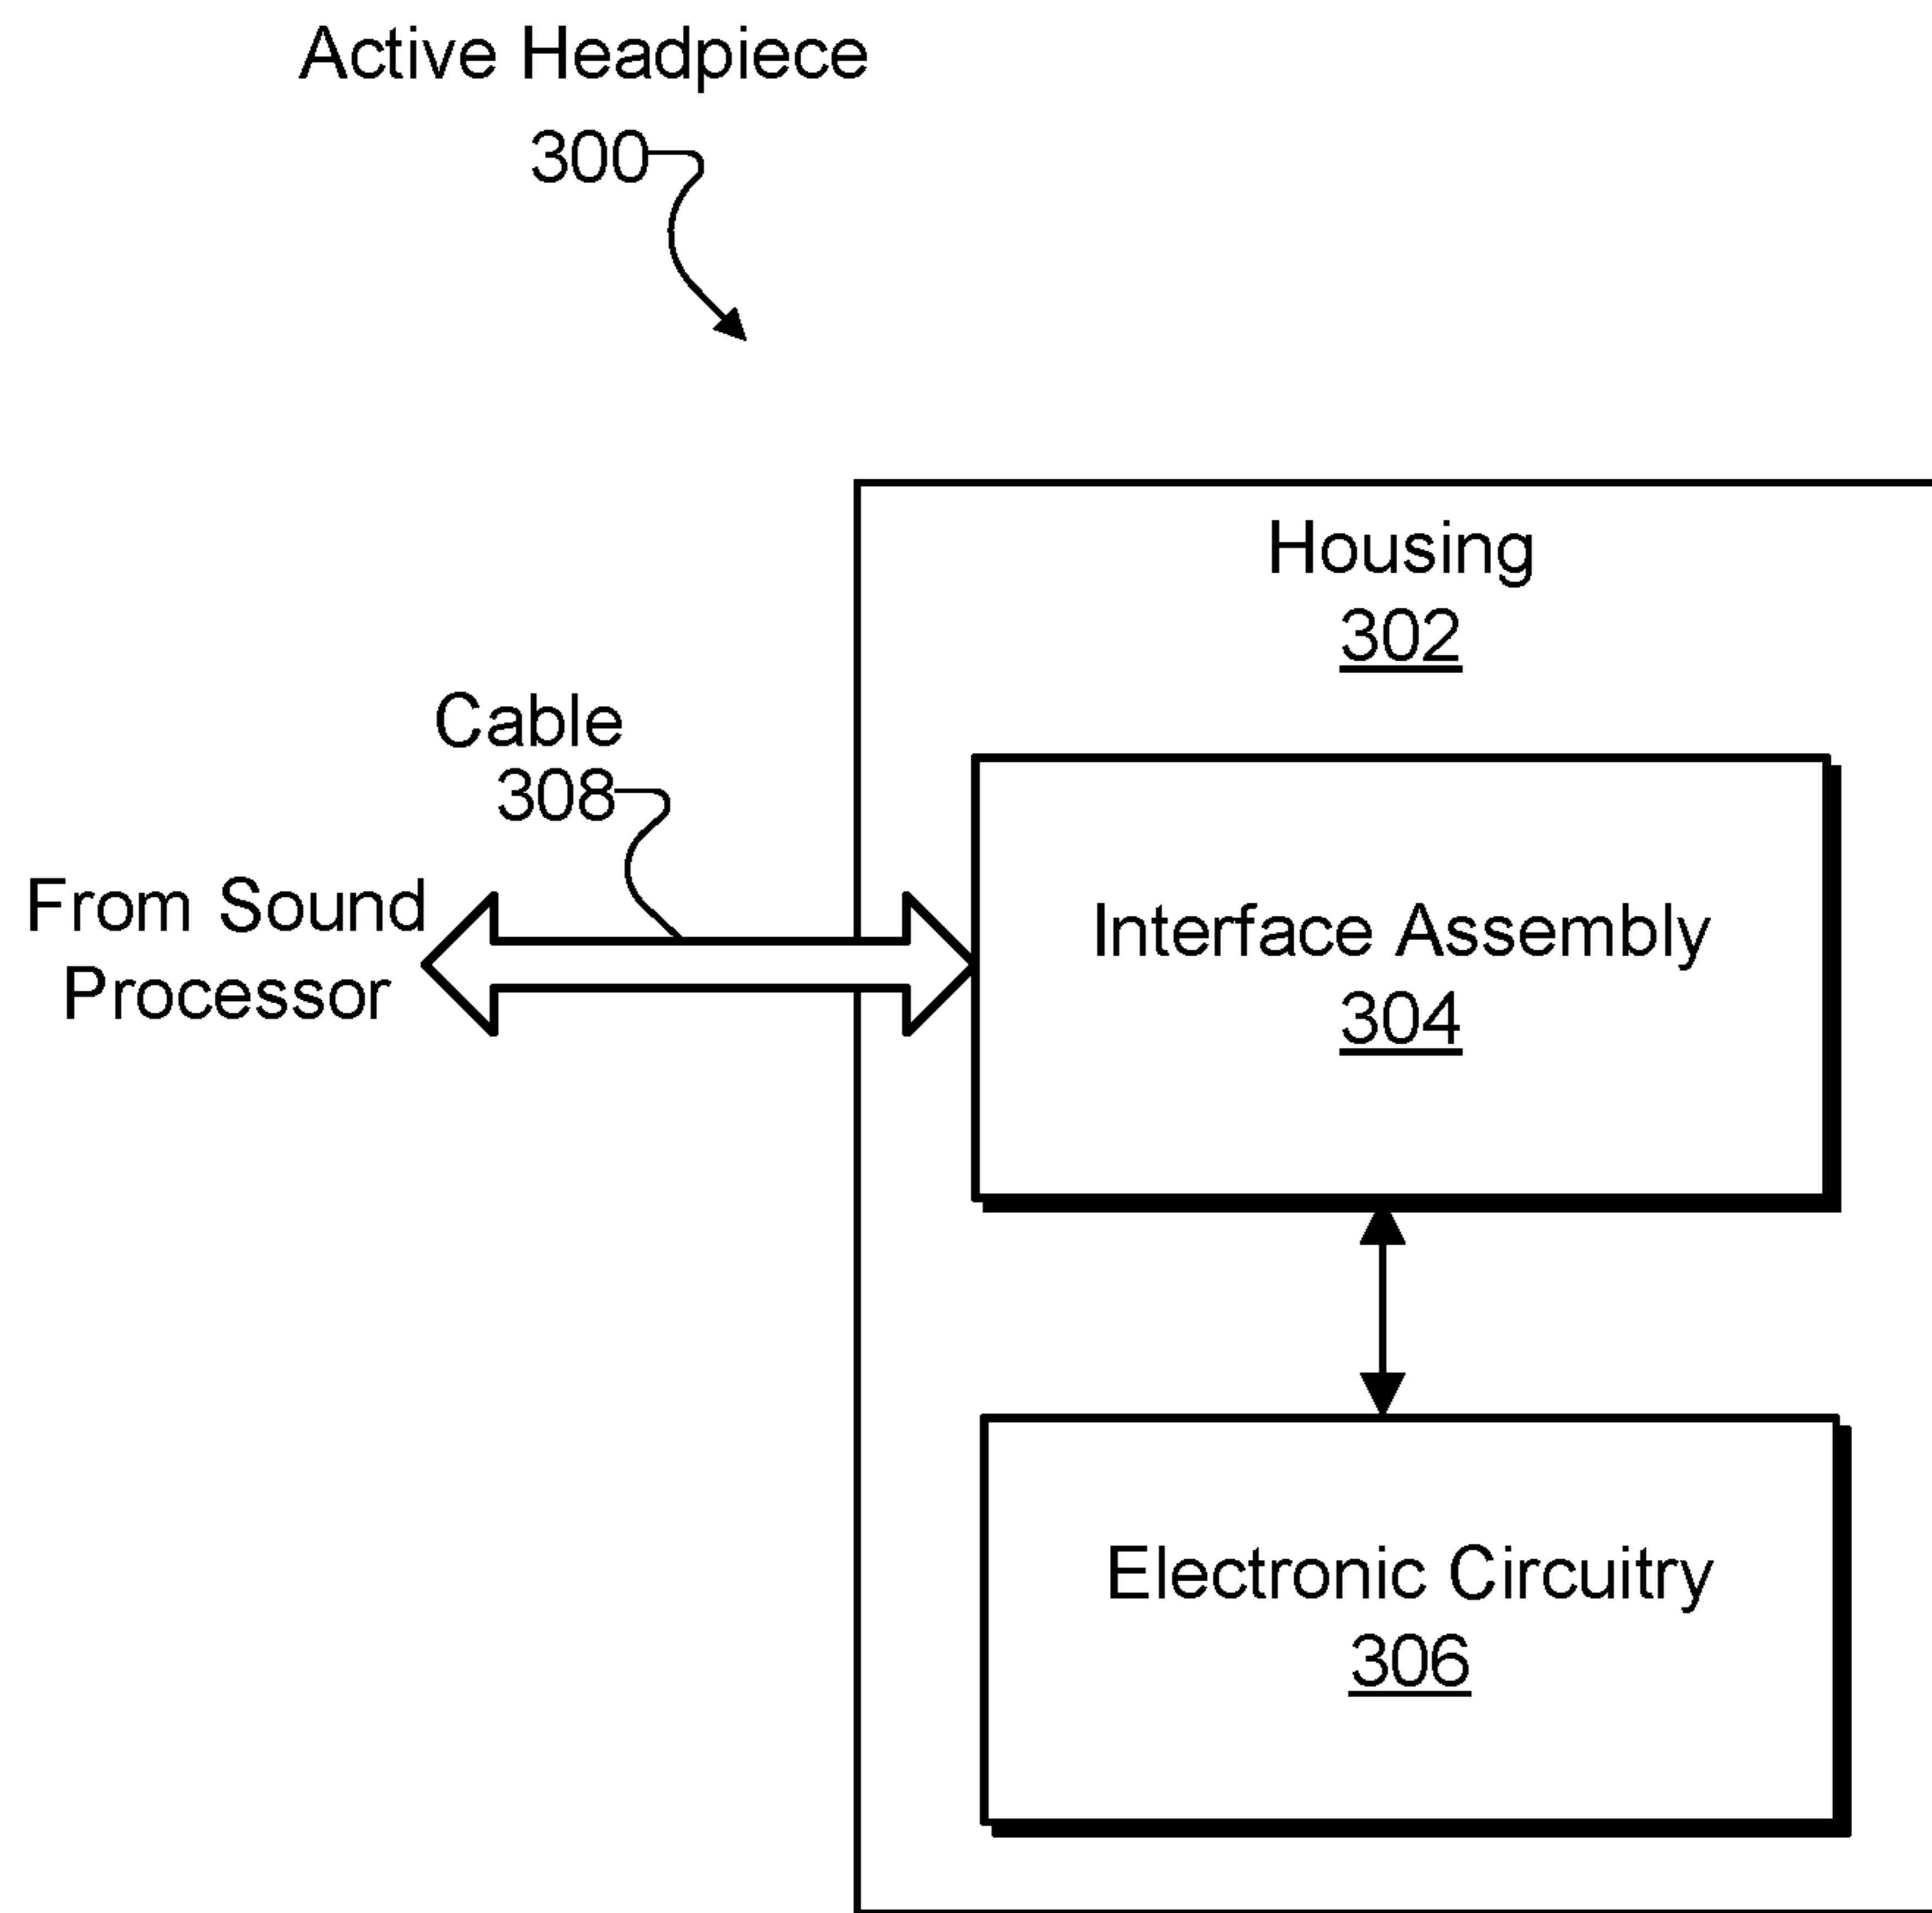 Active Headpiece
300
Housing
302
Cable
308
From Sound
Processor
Interface Assembly
304
Electronic Circuitry
306